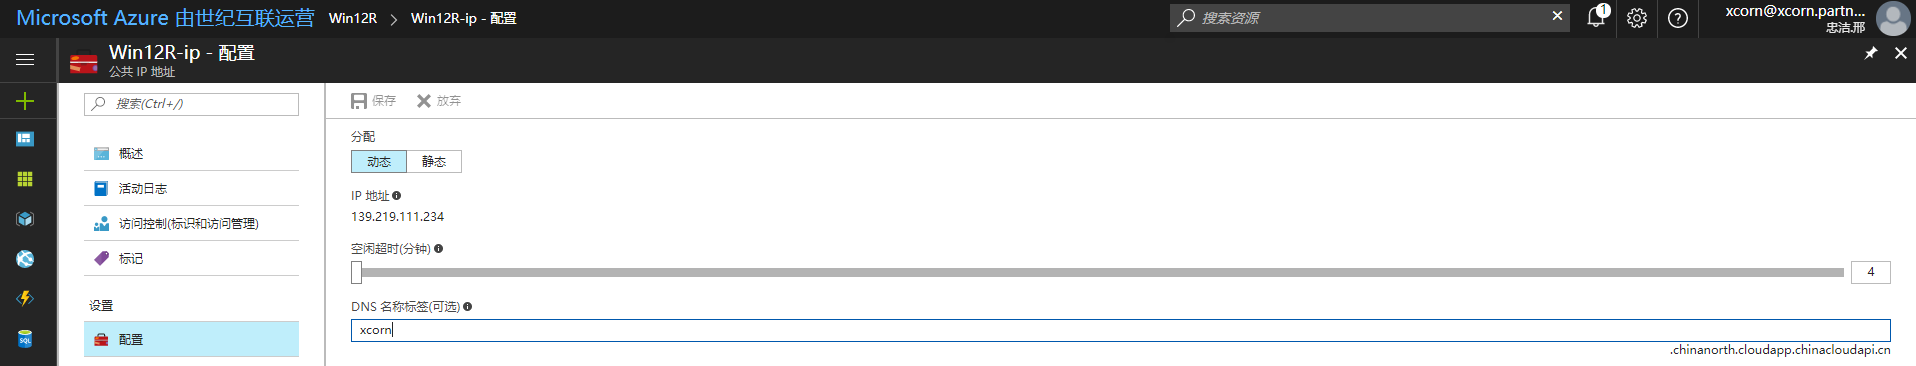 Microsoft Azure 由世纪互联运营 Win12R > Win12R-ip - 配置 搜索资源 1 xcorn@xcorn.partn...
忠洁.邢
Win12R-ip - 配置
公共 IP 地址
搜索(Ctrl+/)
概述
活动日志
访问控制(标识和访问管理)
标记
设置
配置
保存 放弃
分配
动态 静态
IP 地址
139.219.111.234
空闲超时(分钟)
4
DNS 名称标签(可选)
xcorn
.chinanorth.cloudapp.chinacloudapi.cn
SQL